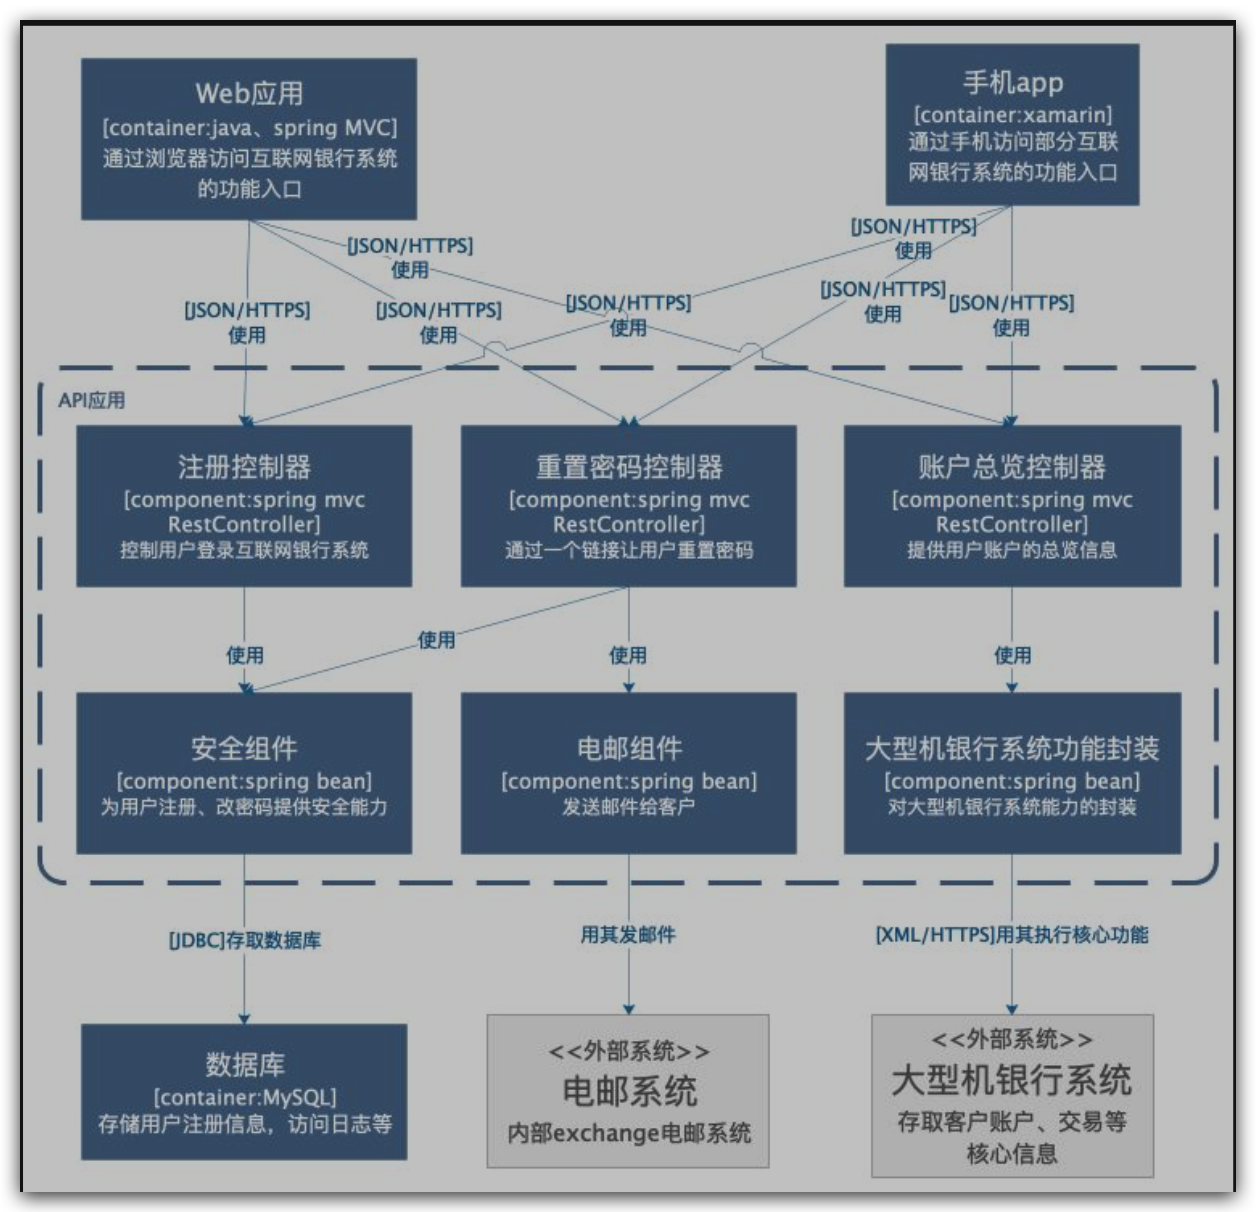 Web应用
[container:java、spring MVC]
通过浏览器访问互联网银行系统
的功能入口
手机app
[container:xamarin]
通过手机访问部分互联
网银行系统的功能入口
[JSON/HTTPS]
使用
[JSON/HTTPS]
使用
[JSON/HTTPS]
使用
[JSON/HTTPS]
使用
[JSON/HTTPS]
使用
[JSON/HTTPS]
使用
API应用
注册控制器
[component:spring mvc
RestController]
控制用户登录互联网银行系统
重置密码控制器
[component:spring mvc
RestController]
通过一个链接让用户重置密码
账户总览控制器
[component:spring mvc
RestController]
提供用户账户的总览信息
使用
使用
使用
使用
安全组件
[component:spring bean]
为用户注册、改密码提供安全能力
电邮组件
[component:spring bean]
发送邮件给客户
大型机银行系统功能封装
[component:spring bean]
对大型机银行系统能力的封装
[JDBC]存取数据库
用其发邮件
[XML/HTTPS]用其执行核心功能
数据库
[container:MySQL]
存储用户注册信息，访问日志等
<<外部系统>>
电邮系统
内部exchange电邮系统
<<外部系统>>
大型机银行系统
存取客户账户、交易等
核心信息